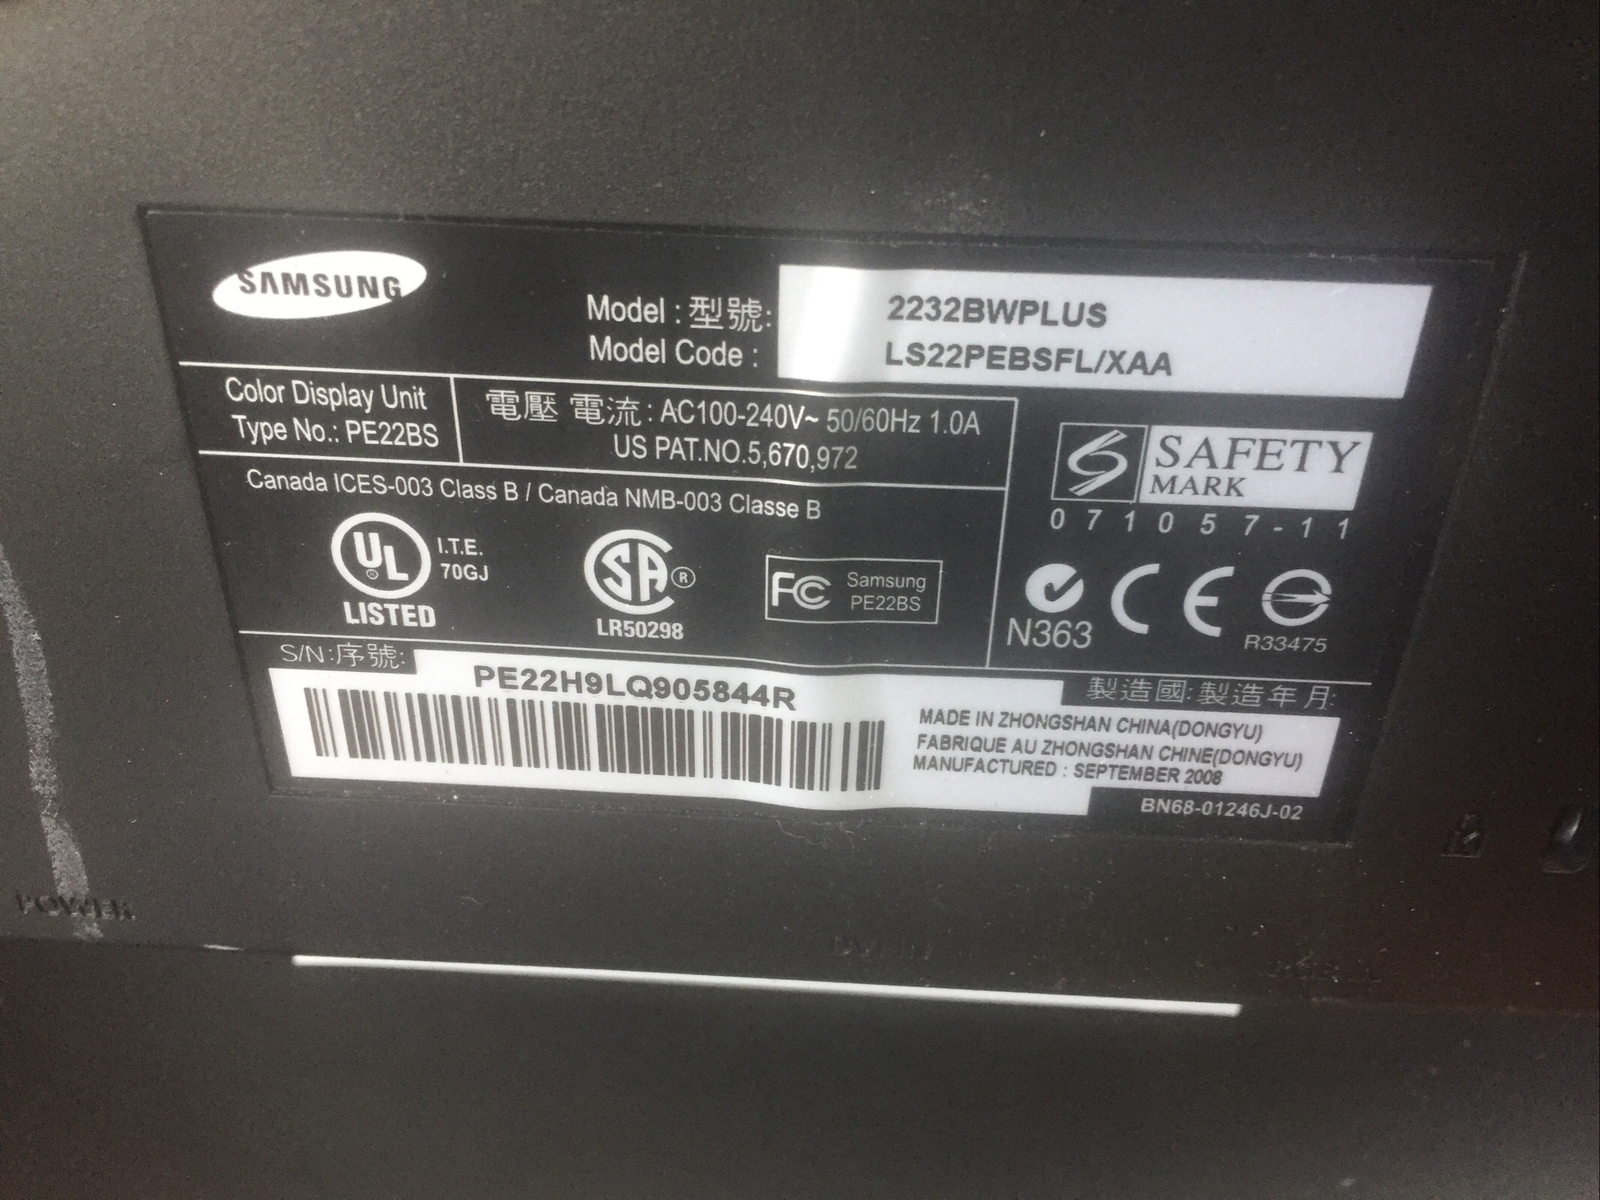 SAMSUNG
Model : 型號: 2232BWPLUS
Model Code : LS22PEBSFL/XAA
Color Display Unit
Type No.: PE22BS
電壓 電流 : AC100-240V~ 50/60Hz 1.0A
US PAT.NO.5,670,972
SAFETY
MARK
071057-11
Canada ICES-003 Class B / Canada NMB-003 Classe B
UL ®
I.T.E.
70GJ
LISTED
SA ®
LR50298
FC
Samsung
PE22BS
N363
CE
R33475
S/N:序號:
PE22H9LQ905844R
製造國:製造年月:
MADE IN ZHONGSHAN CHINA(DONGYU)
FABRIQUE AU ZHONGSHAN CHINE(DONGYU)
MANUFACTURED : SEPTEMBER 2008
BN68-01246J-02
POWER